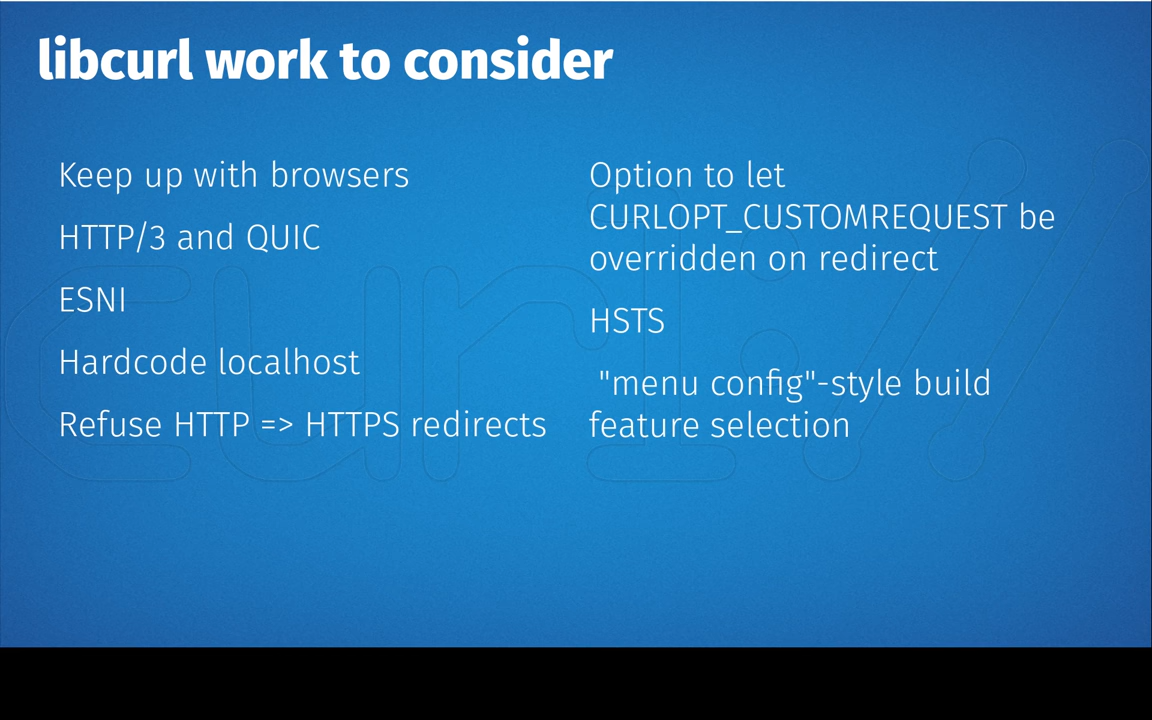 libcurl work to consider
Keep up with browsers
HTTP/3 and QUIC
ESNI
Hardcode localhost
Refuse HTTP => HTTPS redirects
Option to let
CURLOPT_CUSTOMREQUEST be
overridden on redirect
HSTS
"menu config"-style build
feature selection
curl://